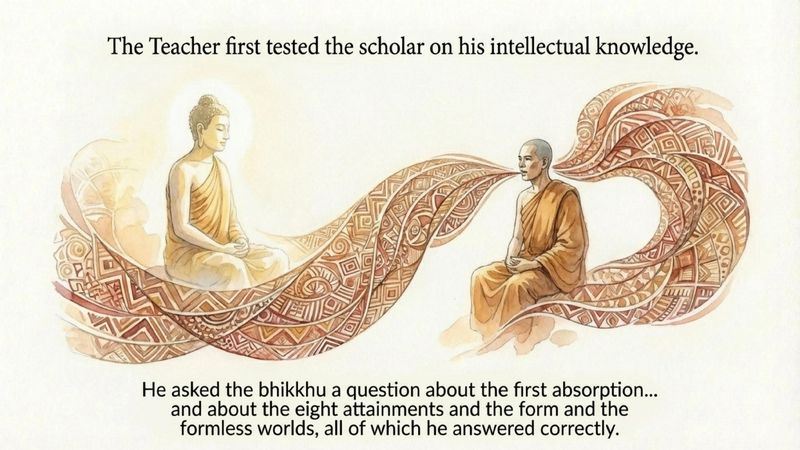 The Teacher first tested the scholar on his intellectual knowledge.
He asked the bhikkhu a question about the first absorption...
and about the eight attainments and the form and the
formless worlds, all of which he answered correctly.